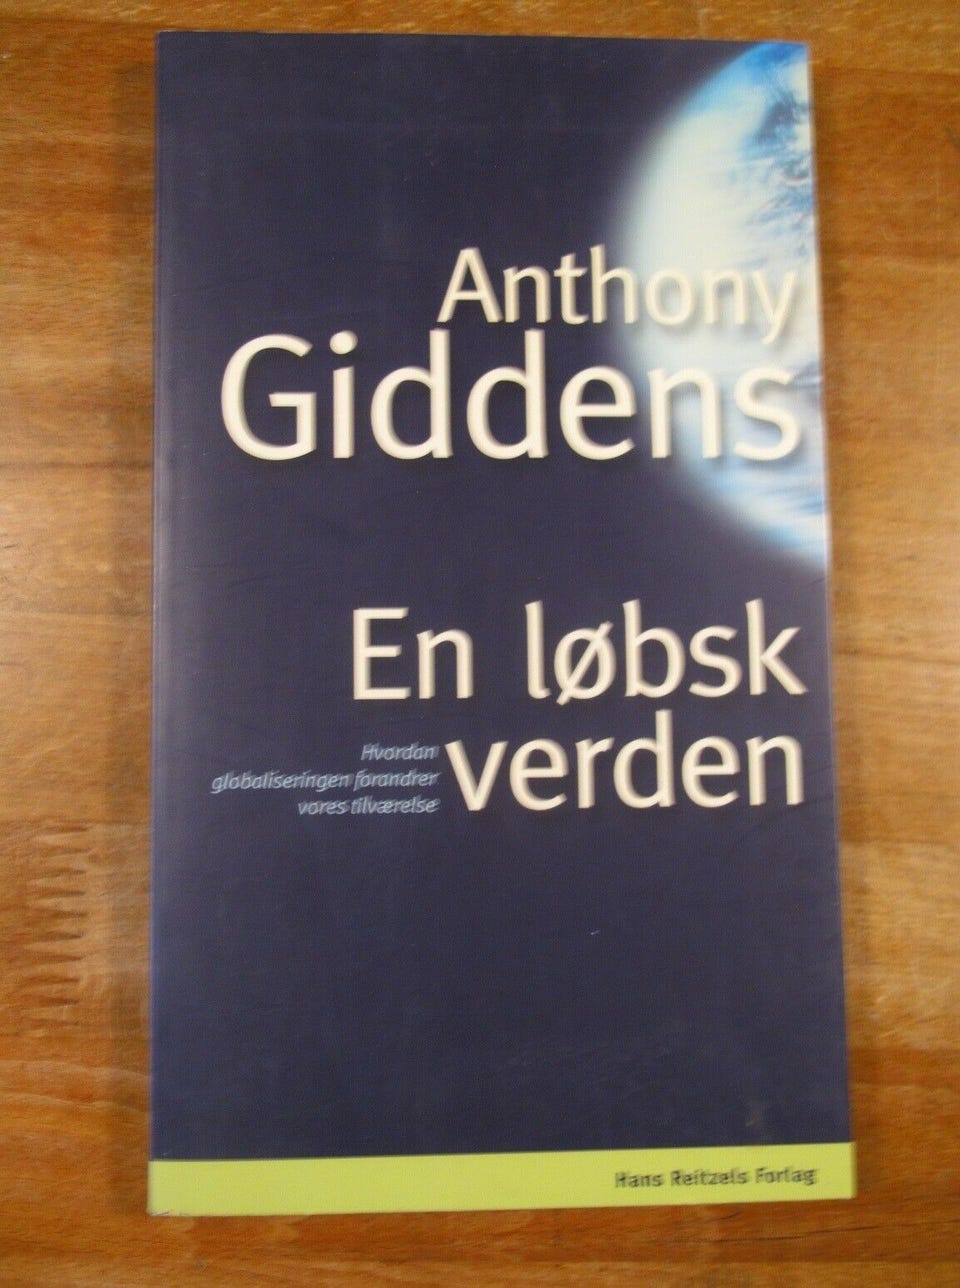 Anthony
Giddens
En løbsk
verden
Hvordan
globaliseringen forandrer
vores tilværelse
Hans Reitzels Forlag